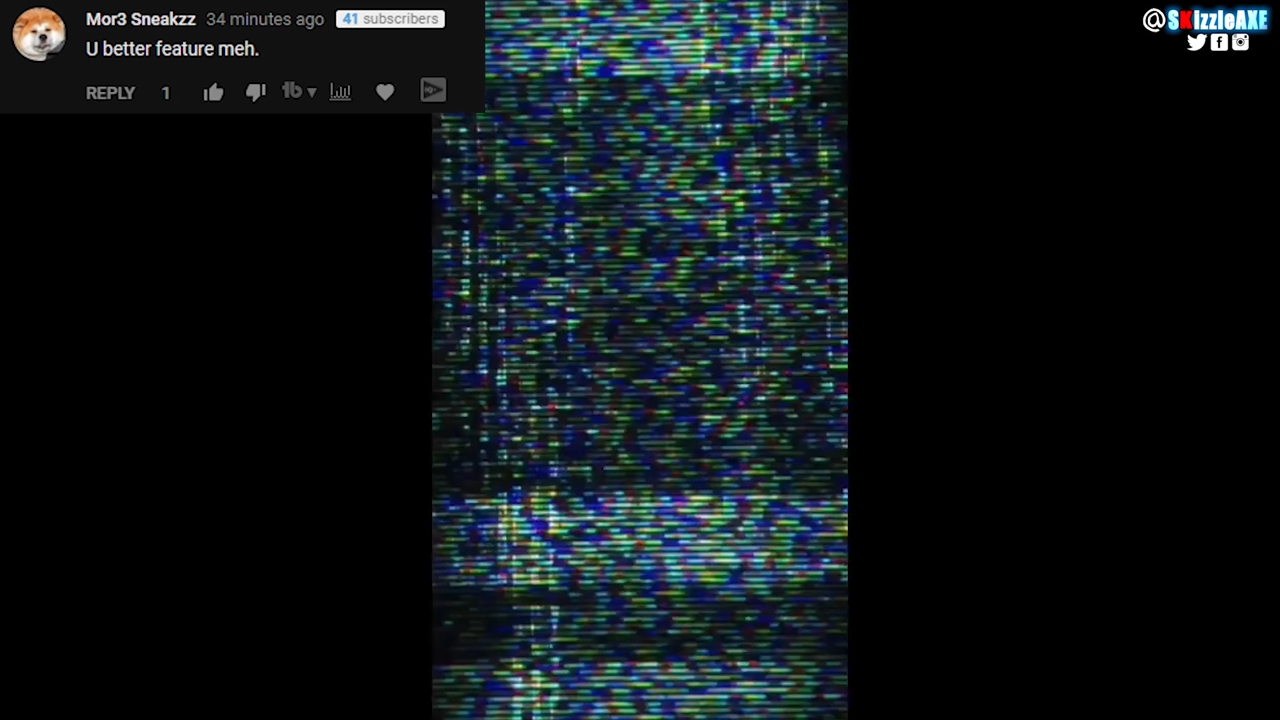 Mor3 Sneakzz 34 minutes ago 41 subscribers
U better feature meh.
REPLY 1
@SKizzleAXE